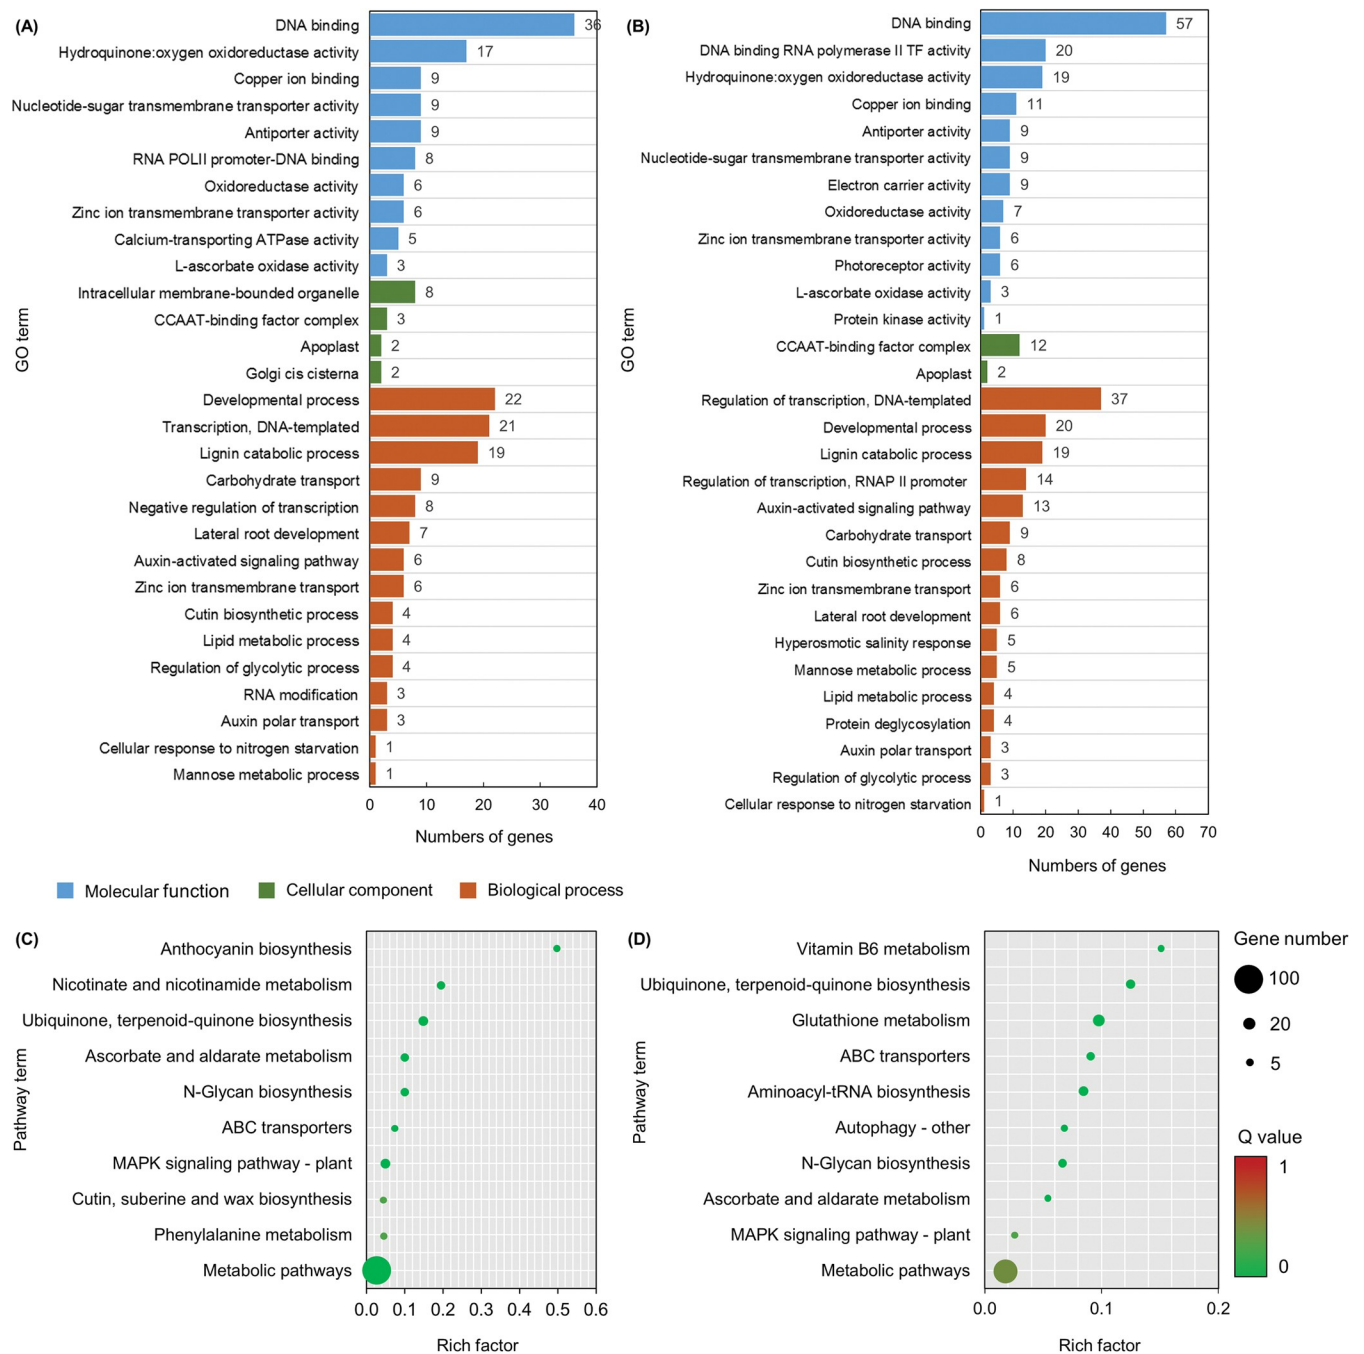 (A)
DNA binding 36
Hydroquinone:oxygen oxidoreductase activity 17
Copper ion binding 9
Nucleotide-sugar transmembrane transporter activity 9
Antiporter activity 9
RNA POLII promoter-DNA binding 8
Oxidoreductase activity 6
Zinc ion transmembrane transporter activity 6
Calcium-transporting ATPase activity 5
L-ascorbate oxidase activity 3
Intracellular membrane-bounded organelle 8
CCAAT-binding factor complex 3
Apoplast 2
Golgi cis cisterna 2
Developmental process 22
Transcription, DNA-templated 21
Lignin catabolic process 19
Carbohydrate transport 9
Negative regulation of transcription 8
Lateral root development 7
Auxin-activated signaling pathway 6
Zinc ion transmembrane transport 6
Cutin biosynthetic process 4
Lipid metabolic process 4
Regulation of glycolytic process 4
RNA modification 3
Auxin polar transport 3
Cellular response to nitrogen starvation 1
Mannose metabolic process 1
GO term
0 10 20 30 40
Numbers of genes
(B)
DNA binding 57
DNA binding RNA polymerase II TF activity 20
Hydroquinone:oxygen oxidoreductase activity 19
Copper ion binding 11
Antiporter activity 9
Nucleotide-sugar transmembrane transporter activity 9
Electron carrier activity 9
Oxidoreductase activity 7
Zinc ion transmembrane transporter activity 6
Photoreceptor activity 6
L-ascorbate oxidase activity 3
Protein kinase activity 1
CCAAT-binding factor complex 12
Apoplast 2
Regulation of transcription, DNA-templated 37
Developmental process 20
Lignin catabolic process 19
Regulation of transcription, RNAP II promoter 14
Auxin-activated signaling pathway 13
Carbohydrate transport 9
Cutin biosynthetic process 8
Zinc ion transmembrane transport 6
Lateral root development 6
Hyperosmotic salinity response 5
Mannose metabolic process 5
Lipid metabolic process 4
Protein deglycosylation 4
Auxin polar transport 3
Regulation of glycolytic process 3
Cellular response to nitrogen starvation 1
GO term
0 10 20 30 40 50 60 70
Numbers of genes
Molecular function Cellular component Biological process
(C)
Anthocyanin biosynthesis
Nicotinate and nicotinamide metabolism
Ubiquinone, terpenoid-quinone biosynthesis
Ascorbate and aldarate metabolism
N-Glycan biosynthesis
ABC transporters
MAPK signaling pathway - plant
Cutin, suberine and wax biosynthesis
Phenylalanine metabolism
Metabolic pathways
Pathway term
0.0 0.1 0.2 0.3 0.4 0.5 0.6
Rich factor
(D)
Vitamin B6 metabolism
Ubiquinone, terpenoid-quinone biosynthesis
Glutathione metabolism
ABC transporters
Aminoacyl-tRNA biosynthesis
Autophagy - other
N-Glycan biosynthesis
Ascorbate and aldarate metabolism
MAPK signaling pathway - plant
Metabolic pathways
Pathway term
0.0 0.1 0.2
Rich factor
Gene number
100
20
5
Q value
1
0